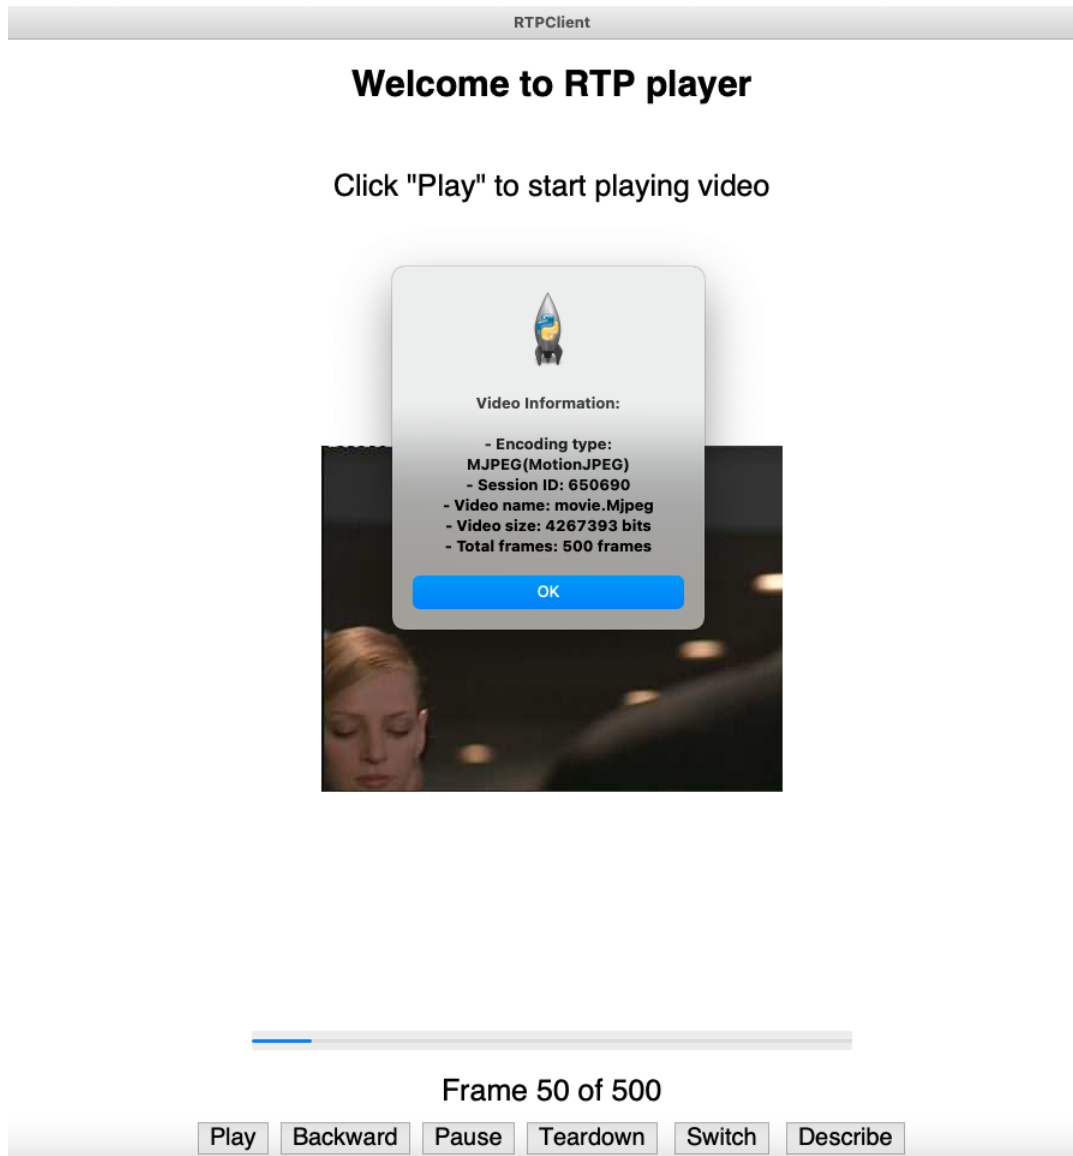 RTPClient
Welcome to RTP player
Click "Play" to start playing video
Video Information:
- Encoding type:
MJPEG(MotionJPEG)
- Session ID: 650690
- Video name: movie.Mjpeg
- Video size: 4267393 bits
- Total frames: 500 frames
OK
Frame 50 of 500
Play Backward Pause Teardown Switch Describe